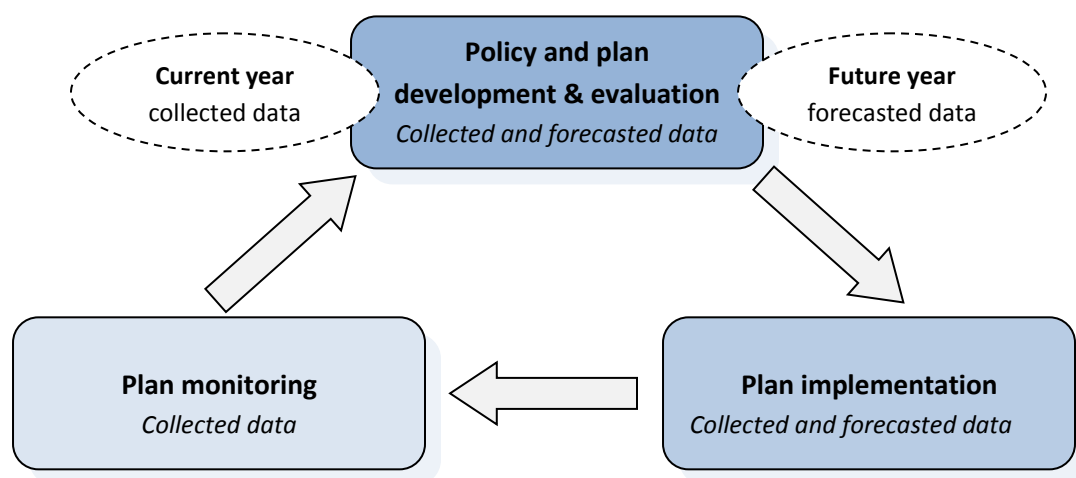 Policy and plan
development & evaluation
Collected and forecasted data
Current year
collected data
Future year
forecasted data
Plan monitoring
Collected data
Plan implementation
Collected and forecasted data